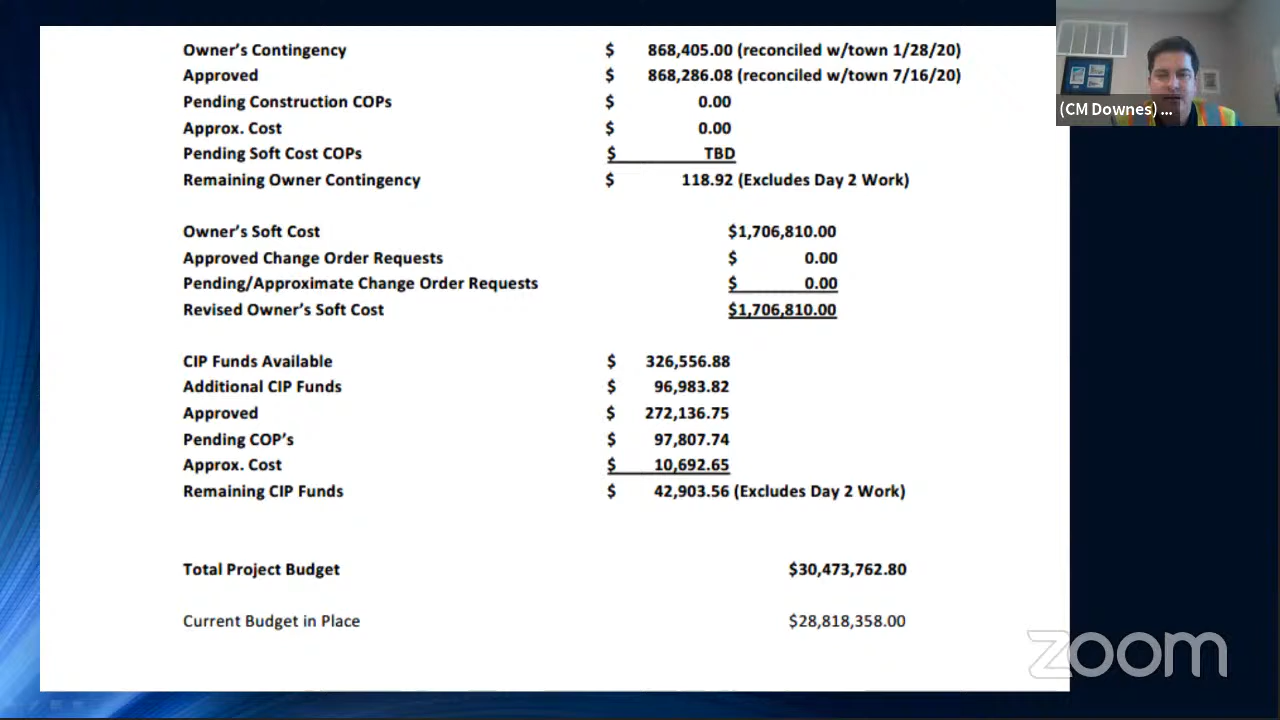 Owner's Contingency $ 868,405.00 (reconciled w/town 1/28/20)
Approved $ 868,286.08 (reconciled w/town 7/16/20)
Pending Construction COPs $ 0.00
Approx. Cost $ 0.00
Pending Soft Cost COPs $ TBD
Remaining Owner Contingency $ 118.92 (Excludes Day 2 Work)
Owner's Soft Cost $1,706,810.00
Approved Change Order Requests $ 0.00
Pending/Approximate Change Order Requests $ 0.00
Revised Owner's Soft Cost $1,706,810.00
CIP Funds Available $ 326,556.88
Additional CIP Funds $ 96,983.82
Approved $ 272,136.75
Pending COP's $ 97,807.74
Approx. Cost $ 10,692.65
Remaining CIP Funds $ 42,903.56 (Excludes Day 2 Work)
Total Project Budget $30,473,762.80
Current Budget in Place $28,818,358.00
(CM Downes) ...
zoom